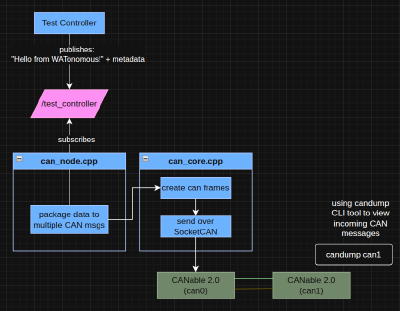 Test Controller
publishes:
"Hello from WATonomous!" + metadata
/test_controller
subscribes
can_node.cpp
can_core.cpp
package data to
multiple CAN msgs
create can frames
send over
SocketCAN
using candump
CLI tool to view
incoming CAN
messages
candump can1
CANable 2.0
(can0)
CANable 2.0
(can1)